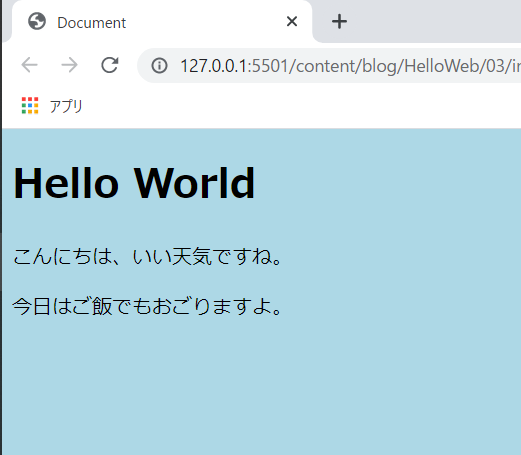 Document
127.0.0.1:5501/content/blog/HelloWeb/03/i
アプリ
Hello World
こんにちは、いい天気ですね。
今日はご飯でもおごりますよ。